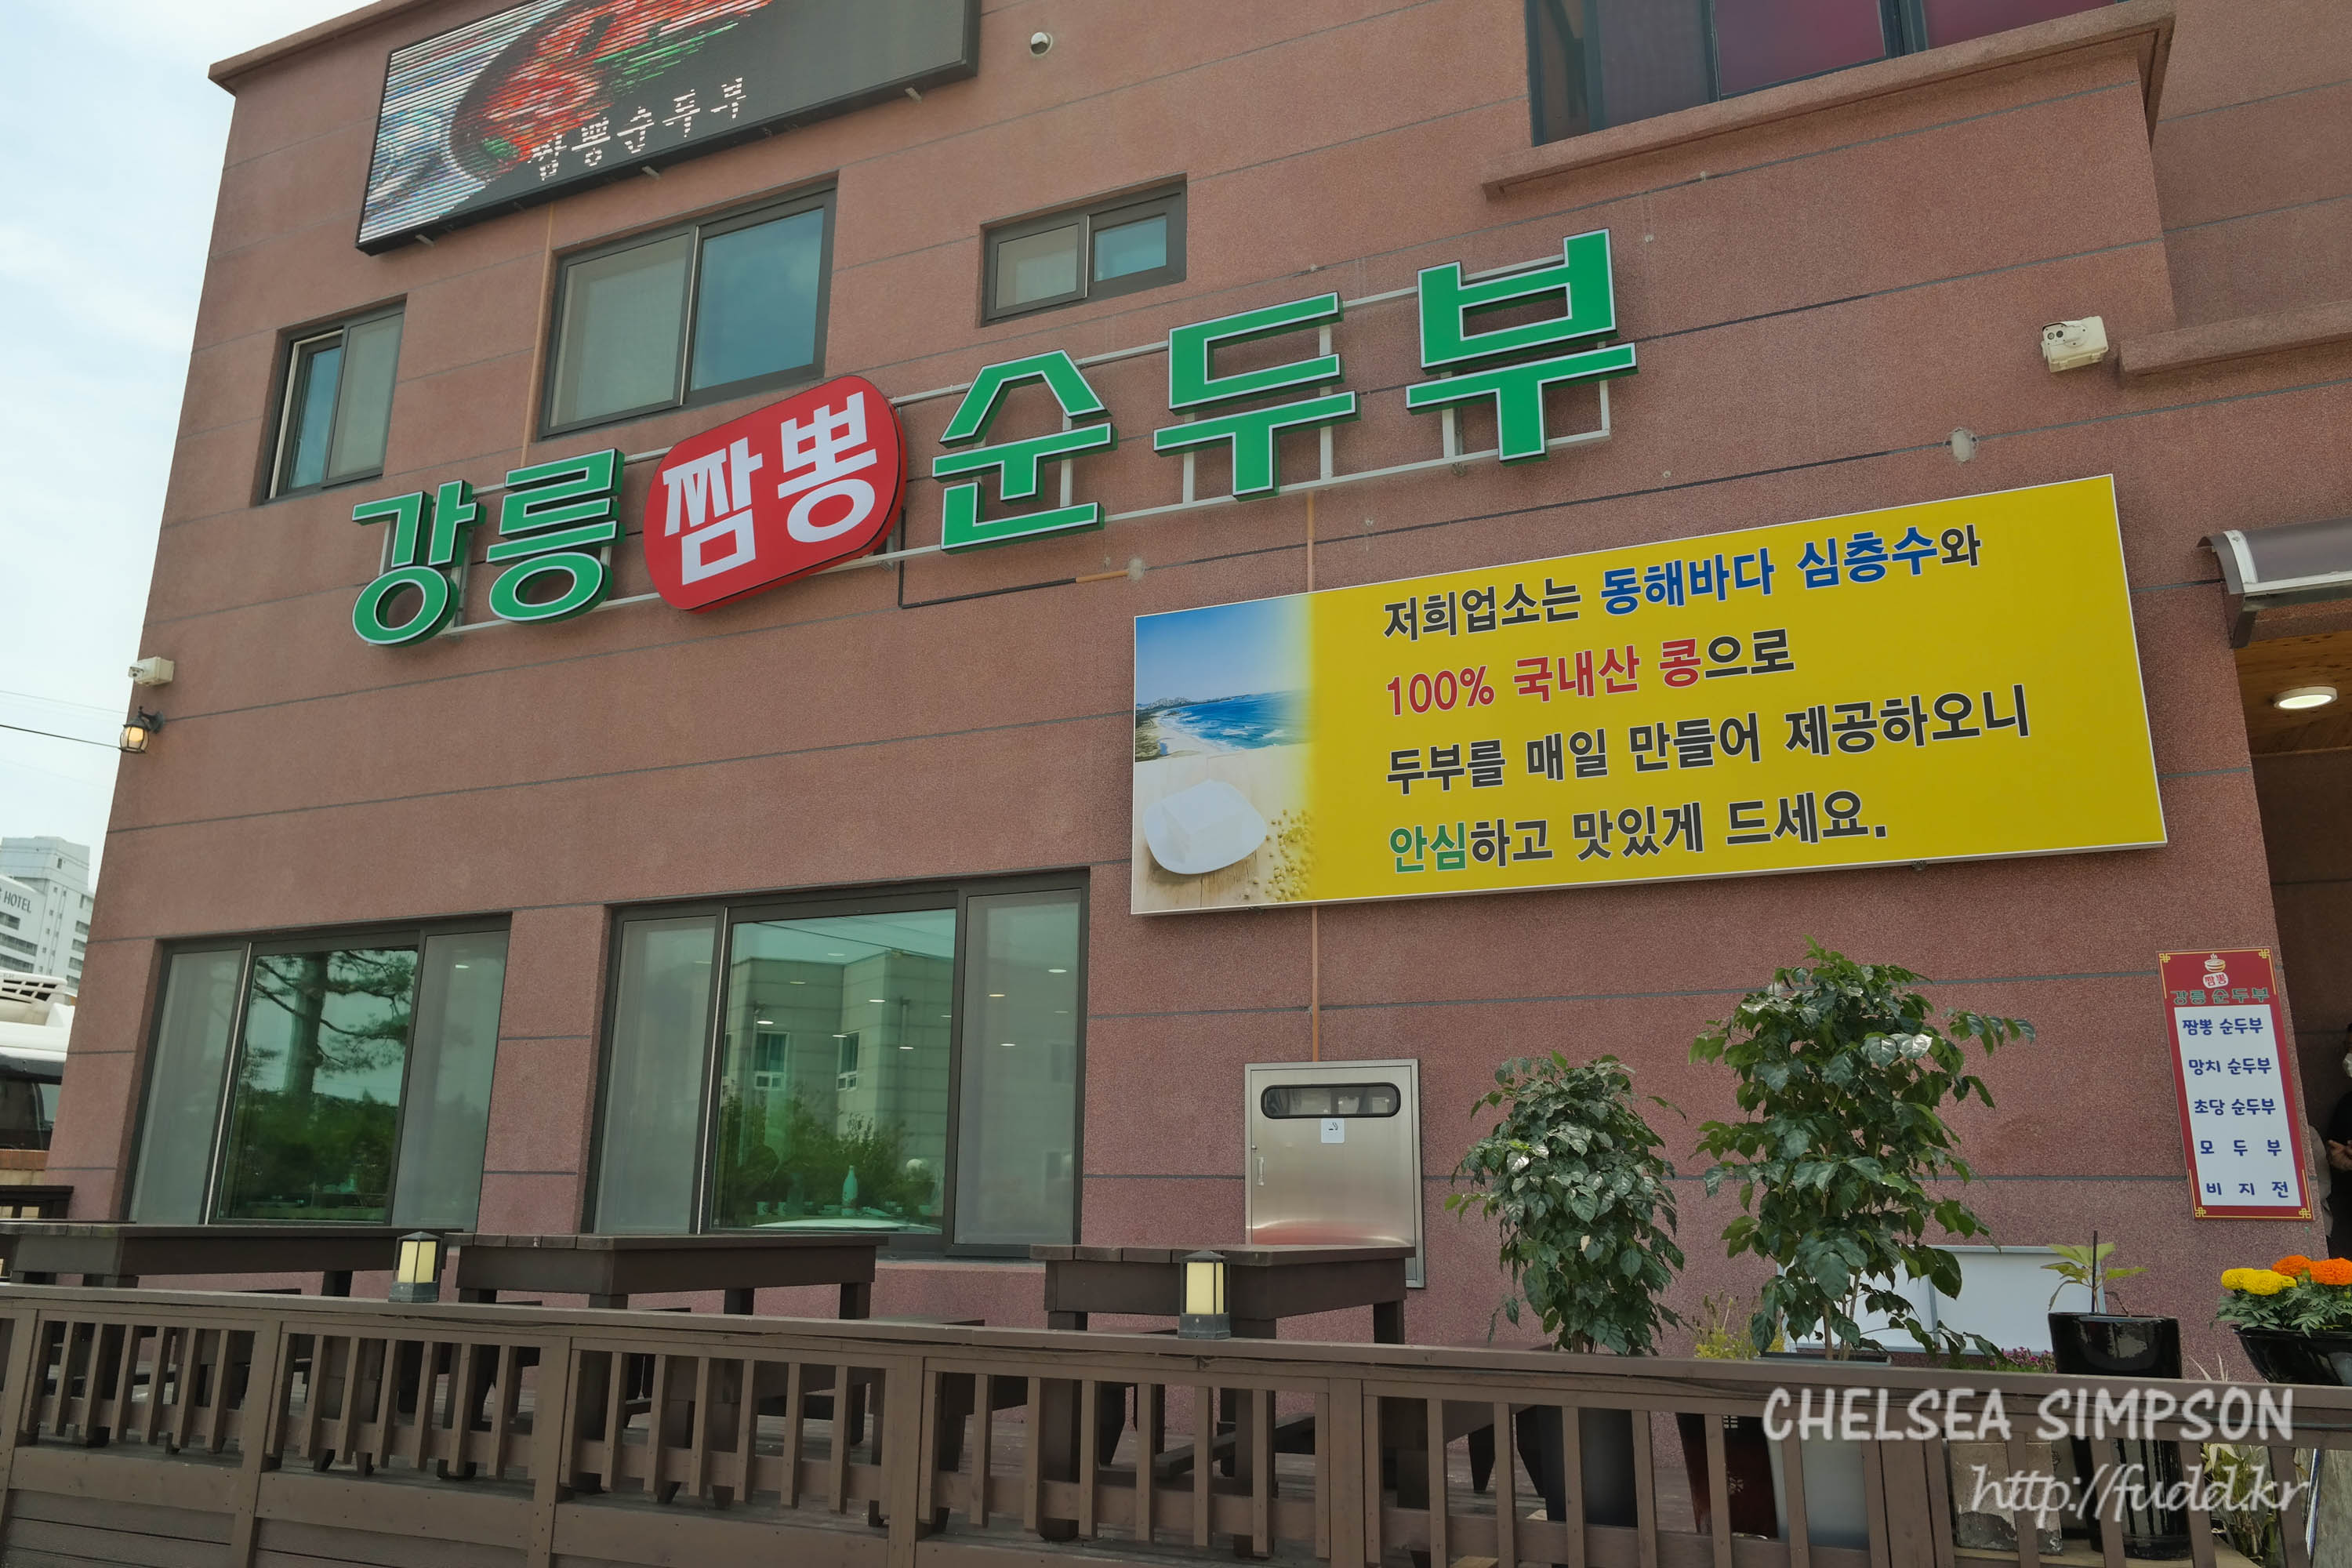 짬뽕순두부
강릉 짬뽕 순두부
저희업소는 동해바다 심층수와
100% 국내산 콩으로
두부를 매일 만들어 제공하오니
안심하고 맛있게 드세요.
HOTEL
짬뽕
강릉 순두부
짬뽕 순두부
망치 순두부
초당 순두부
모 두 부
비 지 전
CHELSEA SIMPSON
http://fudd.kr